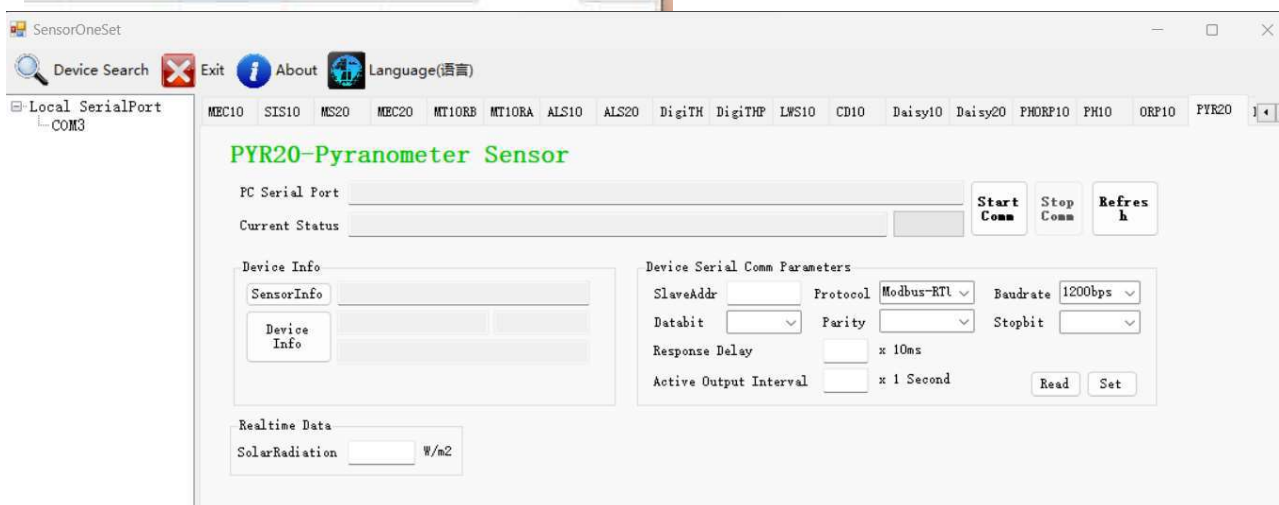 SensorOneSet
Device Search Exit About Language(语言)
Local SerialPort
COM3
MEC10 SIS10 MS20 MEC20 MT10RB MT10RA ALS10 ALS20 DigiTH DigiTHP LWS10 CD10 Daisy10 Daisy20 PHORP10 PH10 ORP10 PYR20
PYR20-Pyranometer Sensor
PC Serial Port
Current Status
Start Comm
Stop Comm
Refres
h
Device Info
SensorInfo
Device
Info
Device Serial Comm Parameters
SlaveAddr Protocol Modbus-RTU Baudrate 1200bps
Databit Parity Stopbit
Response Delay x 10ms
Active Output Interval x 1 Second
Read Set
Realtime Data
SolarRadiation W/m2